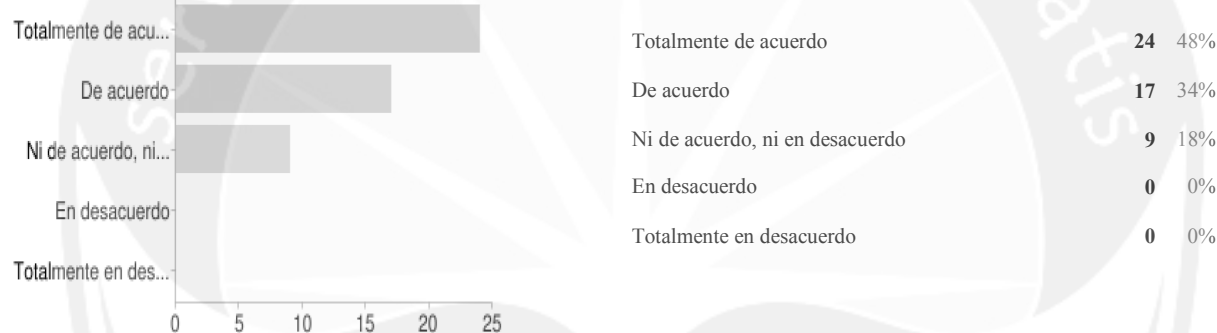 Totalmente de acu...
De acuerdo
Ni de acuerdo, ni...
En desacuerdo
Totalmente en des...
0 5 10 15 20 25
Totalmente de acuerdo 24 48%
De acuerdo 17 34%
Ni de acuerdo, ni en desacuerdo 9 18%
En desacuerdo 0 0%
Totalmente en desacuerdo 0 0%